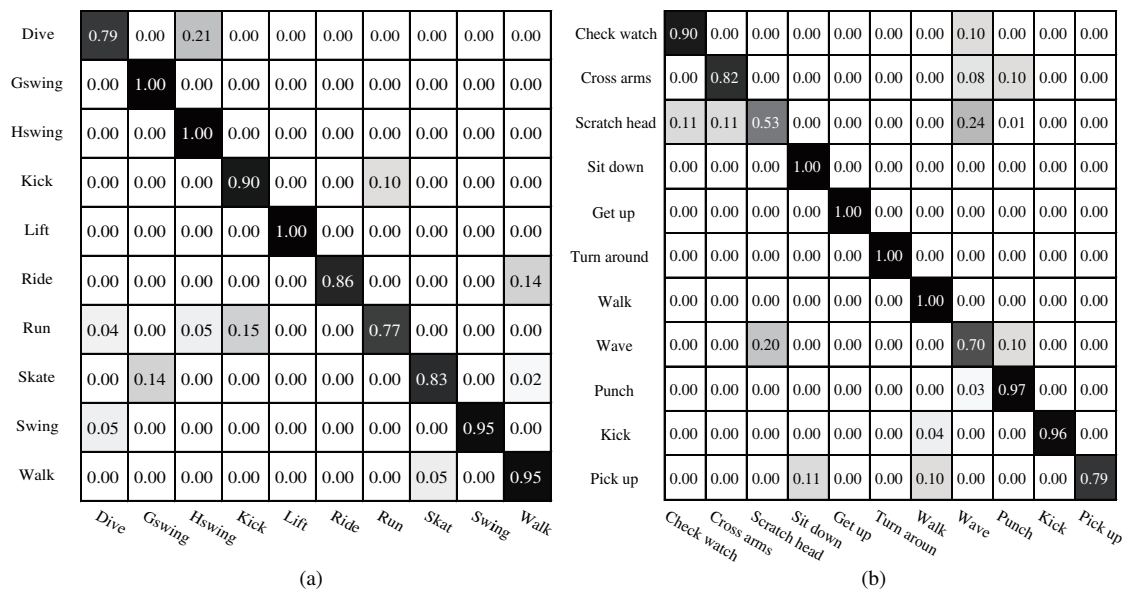 Dive 0.79 0.00 0.21 0.00 0.00 0.00 0.00 0.00 0.00 0.00
Gswing 0.00 1.00 0.00 0.00 0.00 0.00 0.00 0.00 0.00 0.00
Hswing 0.00 0.00 1.00 0.00 0.00 0.00 0.00 0.00 0.00 0.00
Kick 0.00 0.00 0.00 0.90 0.00 0.00 0.10 0.00 0.00 0.00
Lift 0.00 0.00 0.00 0.00 1.00 0.00 0.00 0.00 0.00 0.00
Ride 0.00 0.00 0.00 0.00 0.00 0.86 0.00 0.00 0.00 0.14
Run 0.04 0.00 0.05 0.15 0.00 0.00 0.77 0.00 0.00 0.00
Skate 0.00 0.14 0.00 0.00 0.00 0.00 0.00 0.83 0.00 0.02
Swing 0.05 0.00 0.00 0.00 0.00 0.00 0.00 0.00 0.95 0.00
Walk 0.00 0.00 0.00 0.00 0.00 0.00 0.00 0.05 0.00 0.95
Dive Gswing Hswing Kick Lift Ride Run Skat Swing Walk
(a)
Check watch 0.90 0.00 0.00 0.00 0.00 0.00 0.00 0.10 0.00 0.00 0.00
Cross arms 0.00 0.82 0.00 0.00 0.00 0.00 0.00 0.08 0.10 0.00 0.00
Scratch head 0.11 0.11 0.53 0.00 0.00 0.00 0.00 0.24 0.01 0.00 0.00
Sit down 0.00 0.00 0.00 1.00 0.00 0.00 0.00 0.00 0.00 0.00 0.00
Get up 0.00 0.00 0.00 0.00 1.00 0.00 0.00 0.00 0.00 0.00 0.00
Turn around 0.00 0.00 0.00 0.00 0.00 1.00 0.00 0.00 0.00 0.00 0.00
Walk 0.00 0.00 0.00 0.00 0.00 0.00 1.00 0.00 0.00 0.00 0.00
Wave 0.00 0.00 0.20 0.00 0.00 0.00 0.00 0.70 0.10 0.00 0.00
Punch 0.00 0.00 0.00 0.00 0.00 0.00 0.00 0.03 0.97 0.00 0.00
Kick 0.00 0.00 0.00 0.00 0.00 0.00 0.04 0.00 0.00 0.96 0.00
Pick up 0.00 0.00 0.00 0.11 0.00 0.00 0.10 0.00 0.00 0.00 0.79
Check watch Cross arms Scratch head Sit down Get up Turn aroun Walk Wave Punch Kick Pick up
(b)